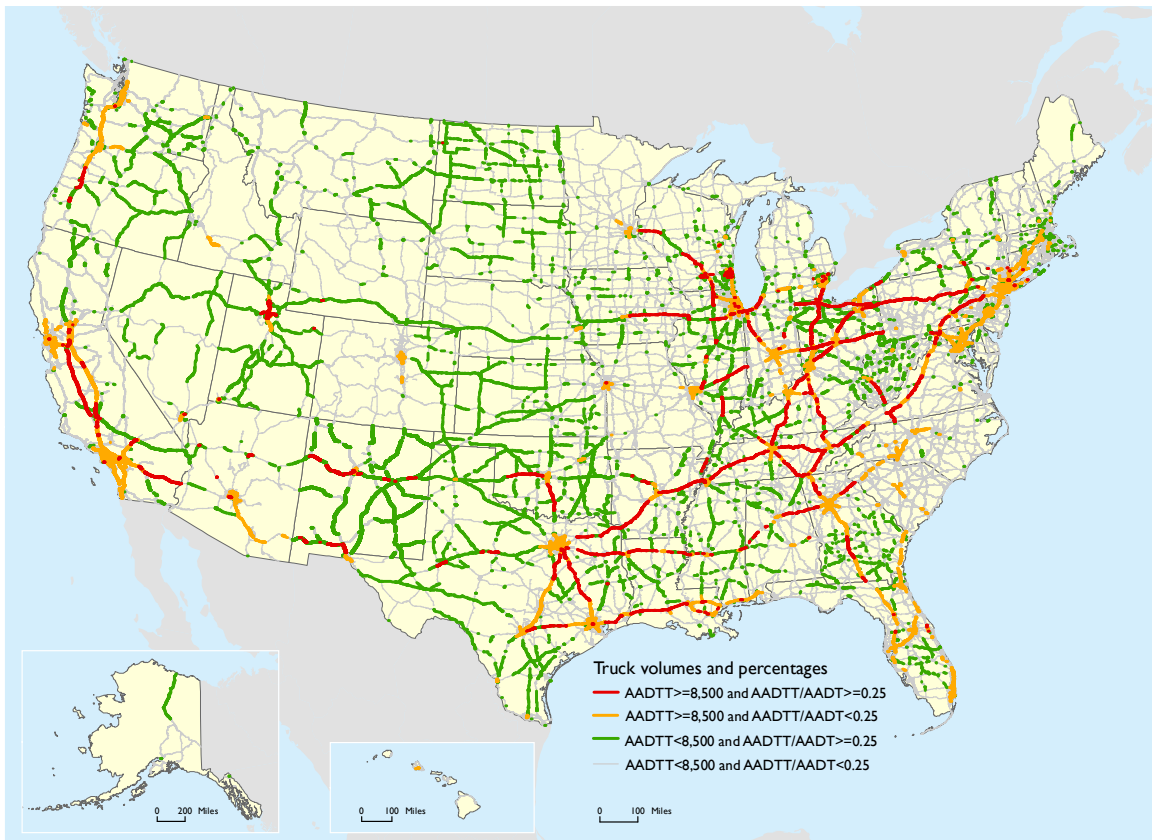 Truck volumes and percentages
AADTT>=8,500 and AADTT/AADT>=0.25
AADTT>=8,500 and AADTT/AADT<0.25
AADTT<8,500 and AADTT/AADT>=0.25
AADTT<8,500 and AADTT/AADT<0.25
0 200 Miles
0 100 Miles
0 100 Miles